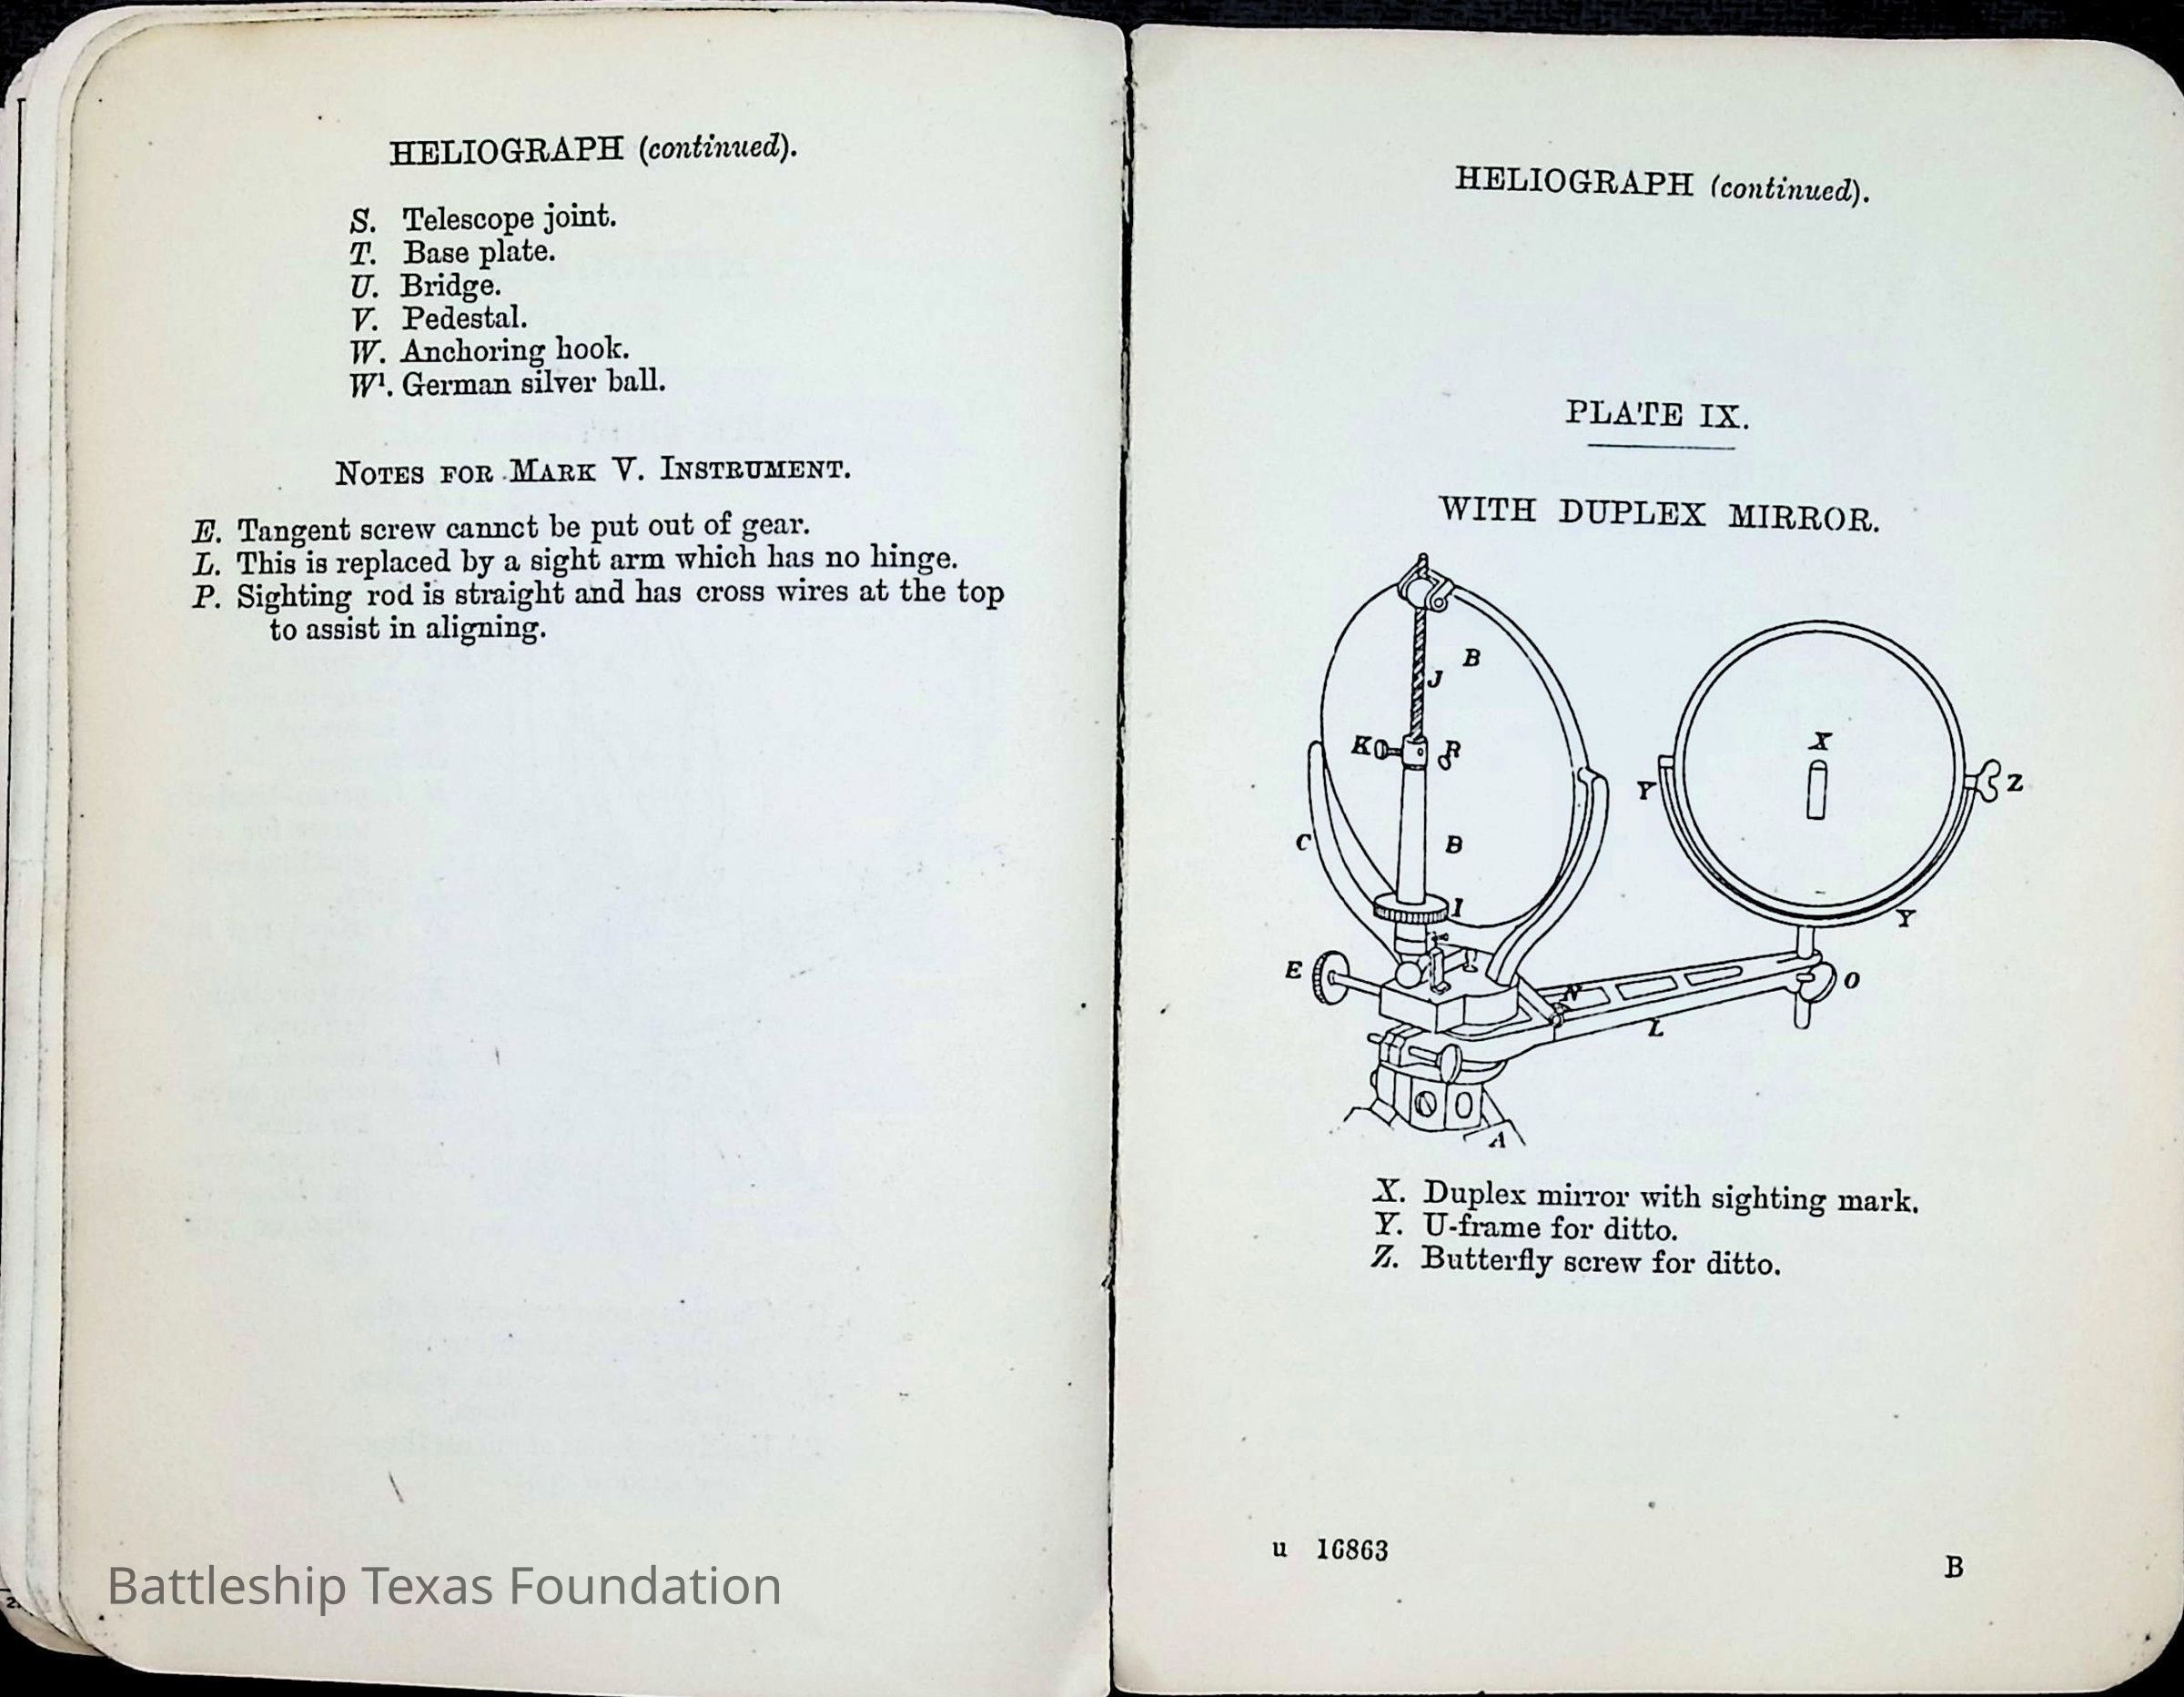 HELIOGRAPH (continued).
S. Telescope joint.
T. Base plate.
U. Bridge.
V. Pedestal.
W. Anchoring hook.
W¹. German silver ball.
NOTES FOR MARK V. INSTRUMENT.
E. Tangent screw cannct be put out of gear.
L. This is replaced by a sight arm which has no hinge.
P. Sighting rod is straight and has cross wires at the top
to assist in aligning.
Battleship Texas Foundation
HELIOGRAPH (continued).
PLATE IX.
WITH DUPLEX MIRROR.
B
J
K
R
X
Y
Z
C
B
I
Y
E
N
O
L
A
X. Duplex mirror with sighting mark.
Y. U-frame for ditto.
Z. Butterfly screw for ditto.
u 16863
B